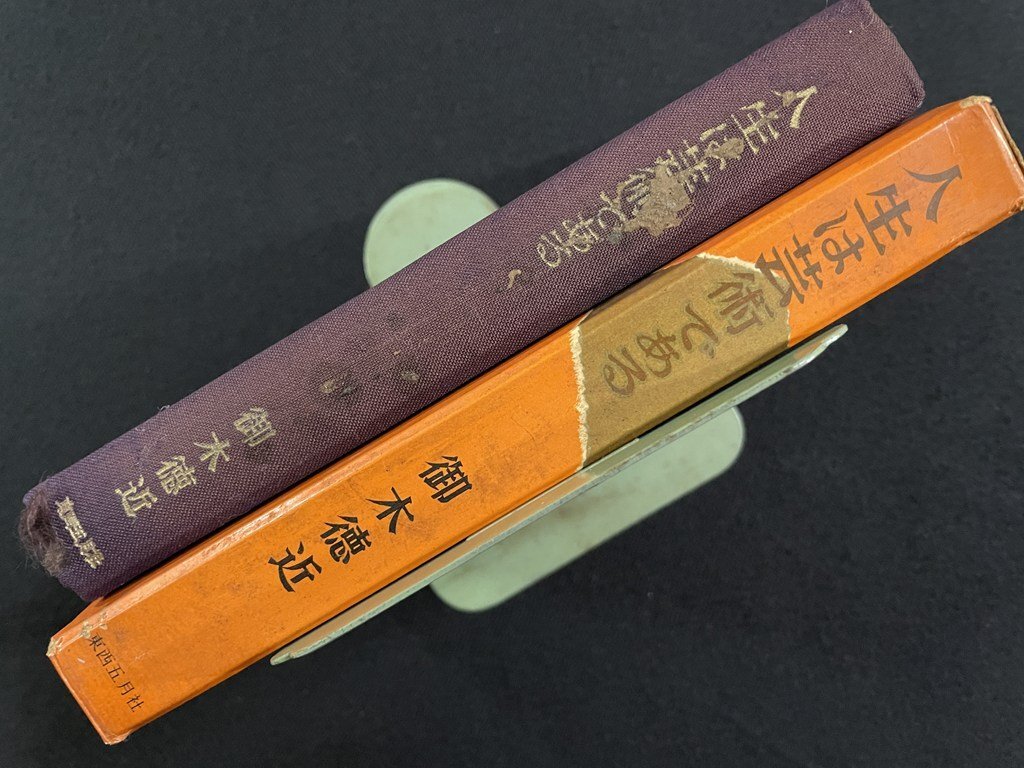 人生は芸術である
御木徳近
人生は芸術である
御木徳近
東西五月社